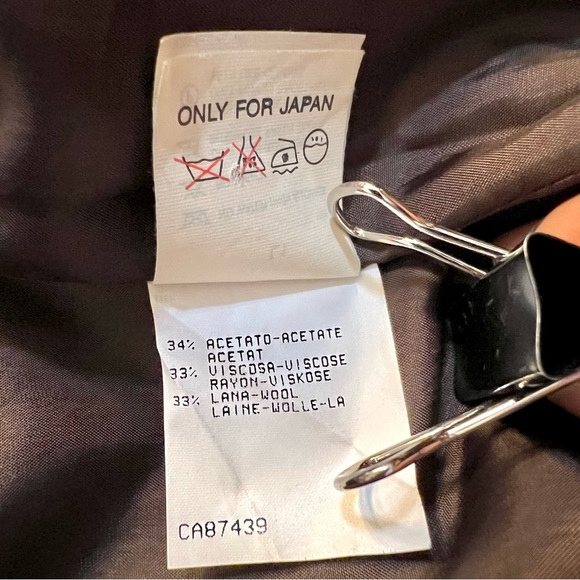 ONLY FOR JAPAN
34% ACETATO-ACETATE
ACETAT
33% VISCOSA-VISCOSE
RAYON-VISKOSE
33% LANA-WOOL
LAINE-WOLLE-LA
CA87439